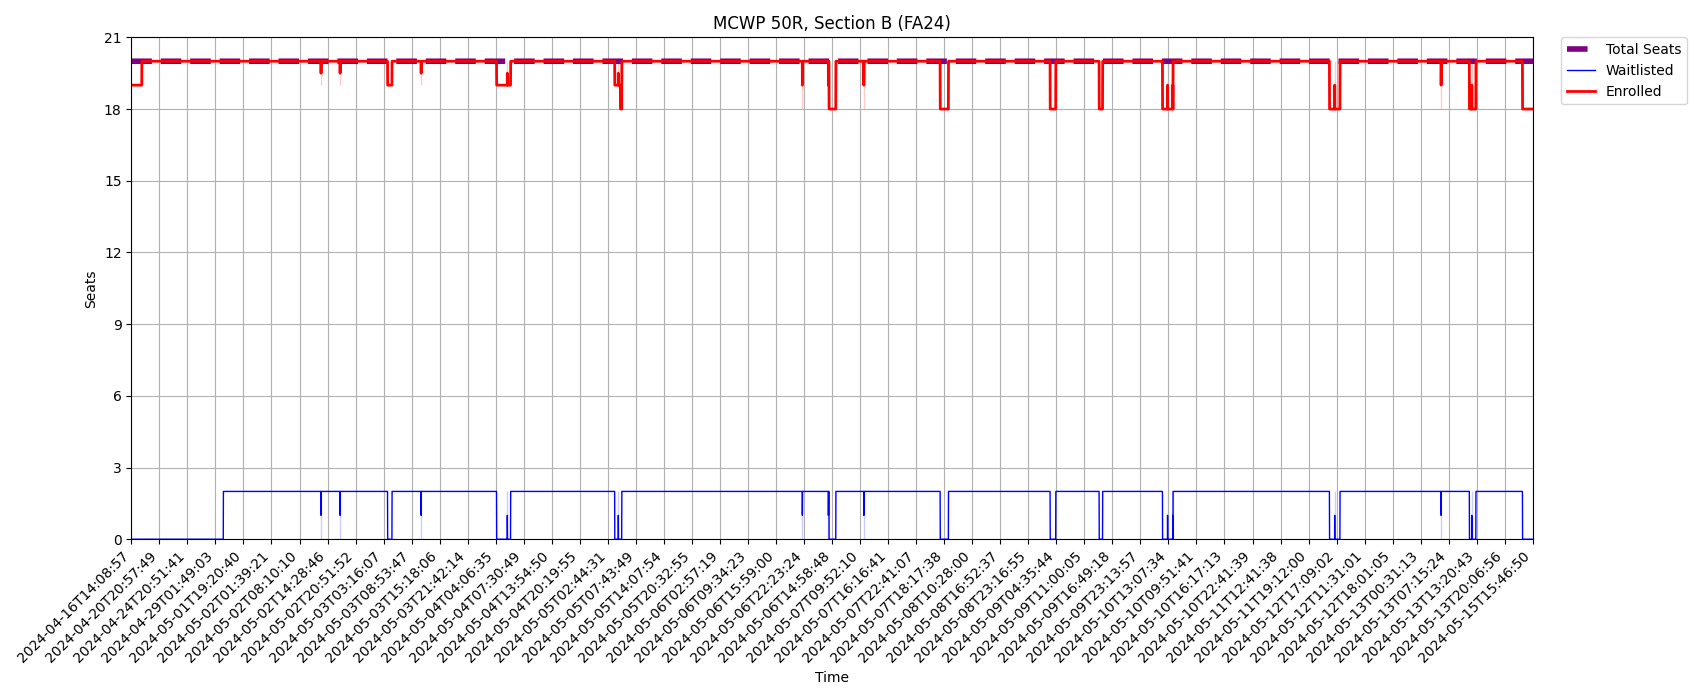 MCWP 50R, Section B (FA24)
Total Seats
Waitlisted
Enrolled
21
18
15
12
9
6
3
0
Seats
2024-04-16T14:08:57
2024-04-20T20:57:49
2024-04-24T20:51:41
2024-04-29T01:49:03
2024-05-01T19:20:40
2024-05-02T01:39:21
2024-05-02T08:10:10
2024-05-02T14:28:46
2024-05-02T20:51:52
2024-05-03T03:16:07
2024-05-03T08:53:47
2024-05-03T15:18:06
2024-05-03T21:42:14
2024-05-04T04:06:35
2024-05-04T07:30:49
2024-05-04T13:54:50
2024-05-04T20:19:55
2024-05-05T02:44:31
2024-05-05T07:43:49
2024-05-05T14:07:54
2024-05-05T20:32:55
2024-05-06T02:57:19
2024-05-06T09:34:23
2024-05-06T15:59:00
2024-05-06T22:23:24
2024-05-06T14:58:48
2024-05-07T09:52:10
2024-05-07T16:16:41
2024-05-07T22:41:07
2024-05-07T18:17:38
2024-05-08T10:28:00
2024-05-08T16:52:37
2024-05-08T23:16:55
2024-05-09T04:35:44
2024-05-09T11:00:05
2024-05-09T16:49:18
2024-05-09T23:13:57
2024-05-10T13:07:34
2024-05-10T09:51:41
2024-05-10T16:17:13
2024-05-10T22:41:39
2024-05-11T12:41:38
2024-05-11T19:12:00
2024-05-12T17:09:02
2024-05-12T11:31:01
2024-05-12T18:01:05
2024-05-13T00:31:13
2024-05-13T07:15:24
2024-05-13T13:20:43
2024-05-13T20:06:56
2024-05-15T15:46:50
Time